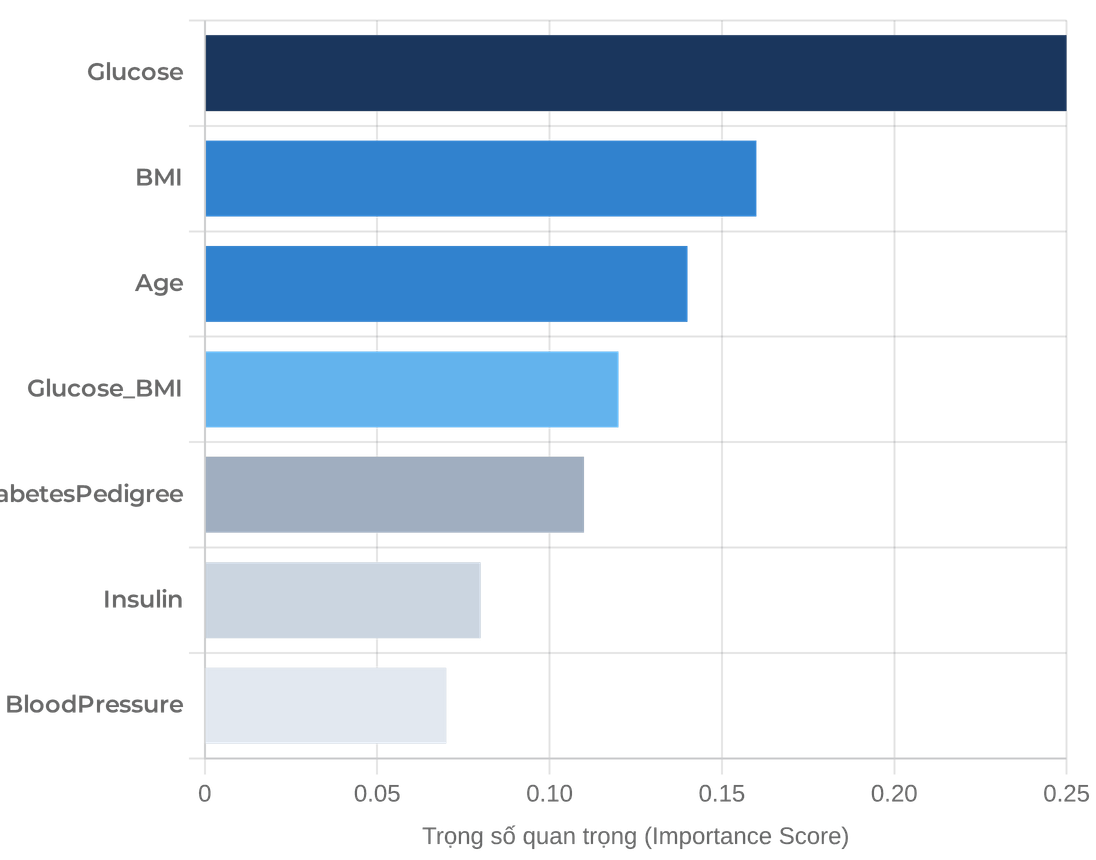 Glucose
BMI
Age
Glucose_BMI
abetesPedigree
Insulin
BloodPressure
0 0.05 0.10 0.15 0.20 0.25
Trọng số quan trọng (Importance Score)